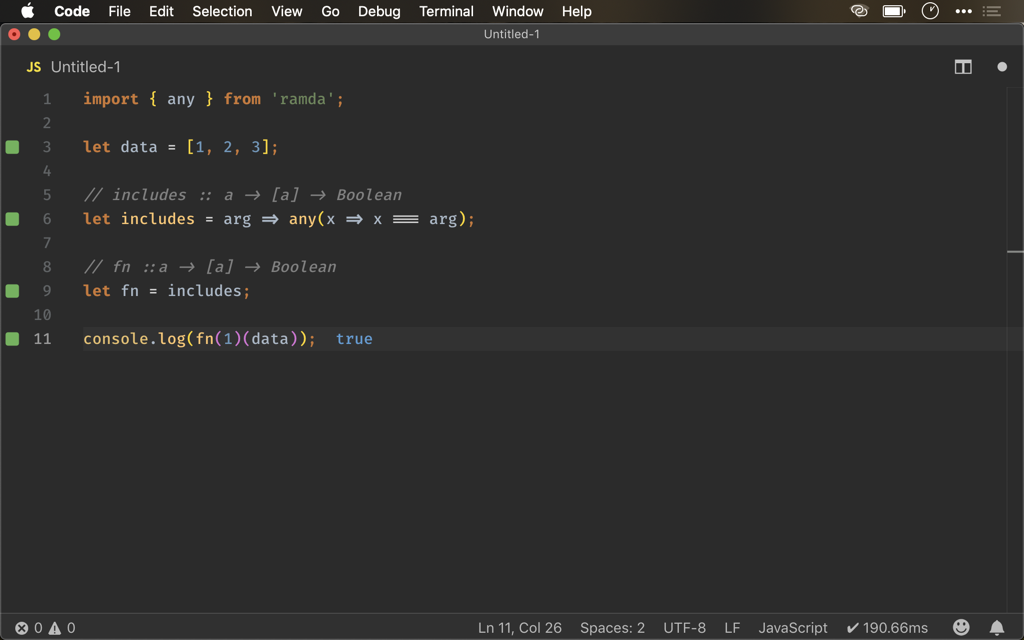 Code File Edit Selection View Go Debug Terminal Window Help
Untitled-1
JS Untitled-1
1 import { any } from 'ramda';
2
3 let data = [1, 2, 3];
4
5 // includes :: a → [a] → Boolean
6 let includes = arg ⇒ any(x ⇒ x ≡ arg);
7
8 // fn ::a → [a] → Boolean
9 let fn = includes;
10
11 console.log(fn(1)(data)); true
0 0 Ln 11, Col 26 Spaces: 2 UTF-8 LF JavaScript ✔ 190.66ms